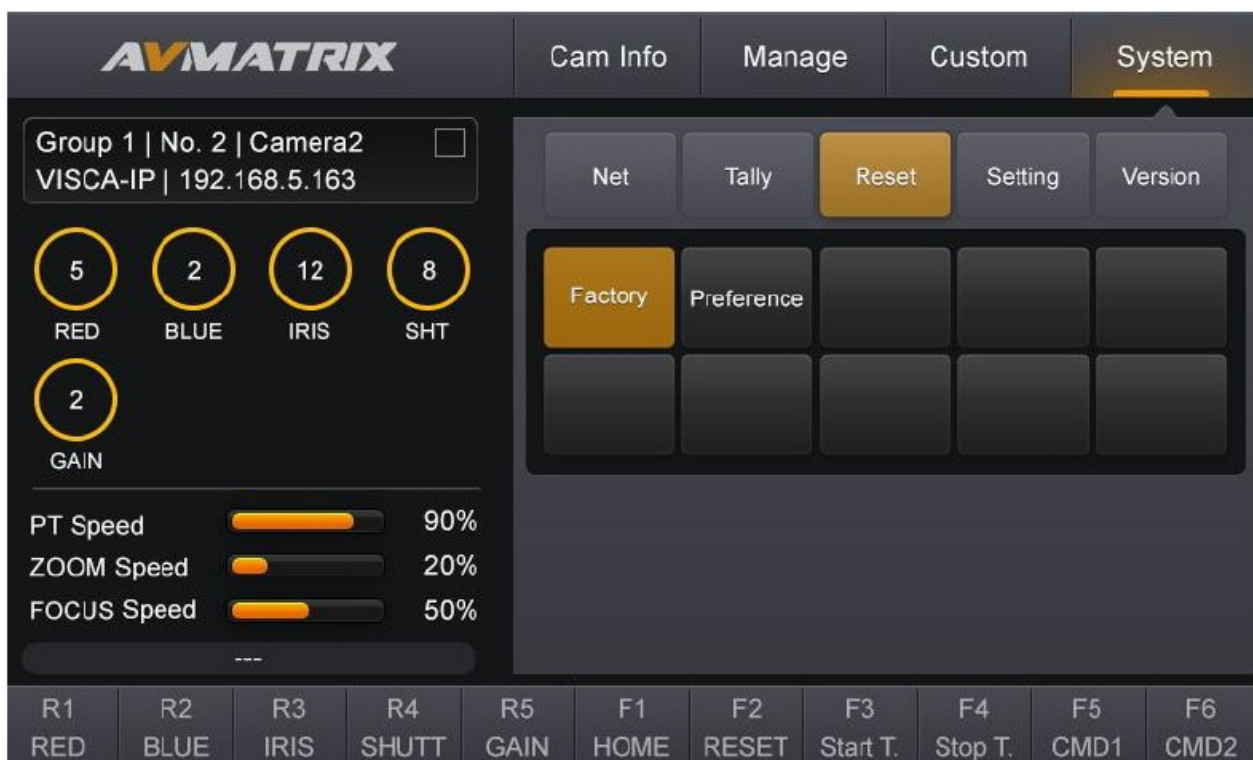 AVMATRIX
Cam Info
Manage
Custom
System
Group 1 | No. 2 | Camera2
VISCA-IP | 192.168.5.163
5
2
12
8
RED
BLUE
IRIS
SHT
2
GAIN
PT Speed
90%
ZOOM Speed
20%
FOCUS Speed
50%
---
Net
Tally
Reset
Setting
Version
Factory
Preference
R1
R2
R3
R4
R5
F1
F2
F3
F4
F5
F6
RED
BLUE
IRIS
SHUTT
GAIN
HOME
RESET
Start T.
Stop T.
CMD1
CMD2